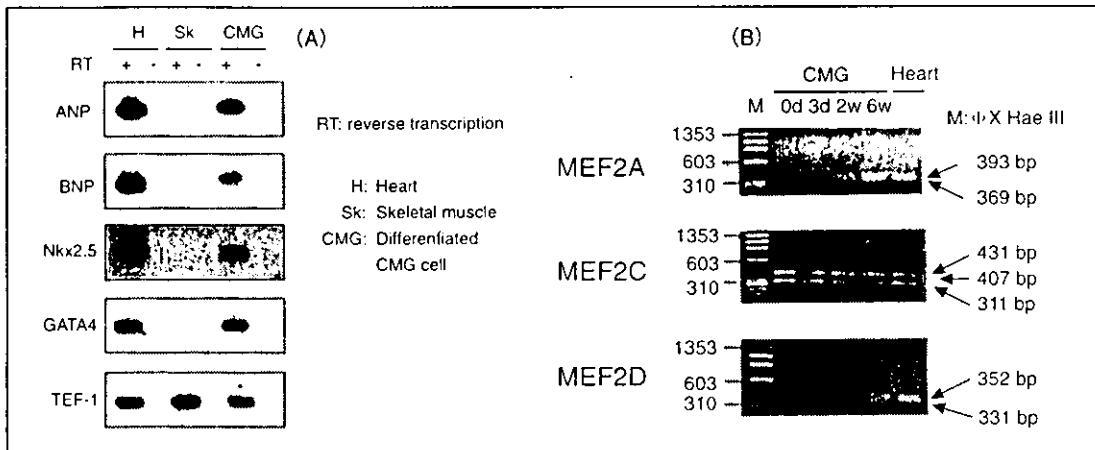 H Sk CMG
(A)
RT + - + - + -
ANP
BNP
Nkx2.5
GATA4
TEF-1
RT: reverse transcription
H: Heart
Sk: Skeletal muscle
CMG: Differentiated
CMG cell
(B)
CMG Heart
M 0d 3d 2w 6w
M: ΦX Hae III
MEF2A
1353
603
310
393 bp
369 bp
MEF2C
1353
603
310
431 bp
407 bp
311 bp
MEF2D
1353
603
310
352 bp
331 bp